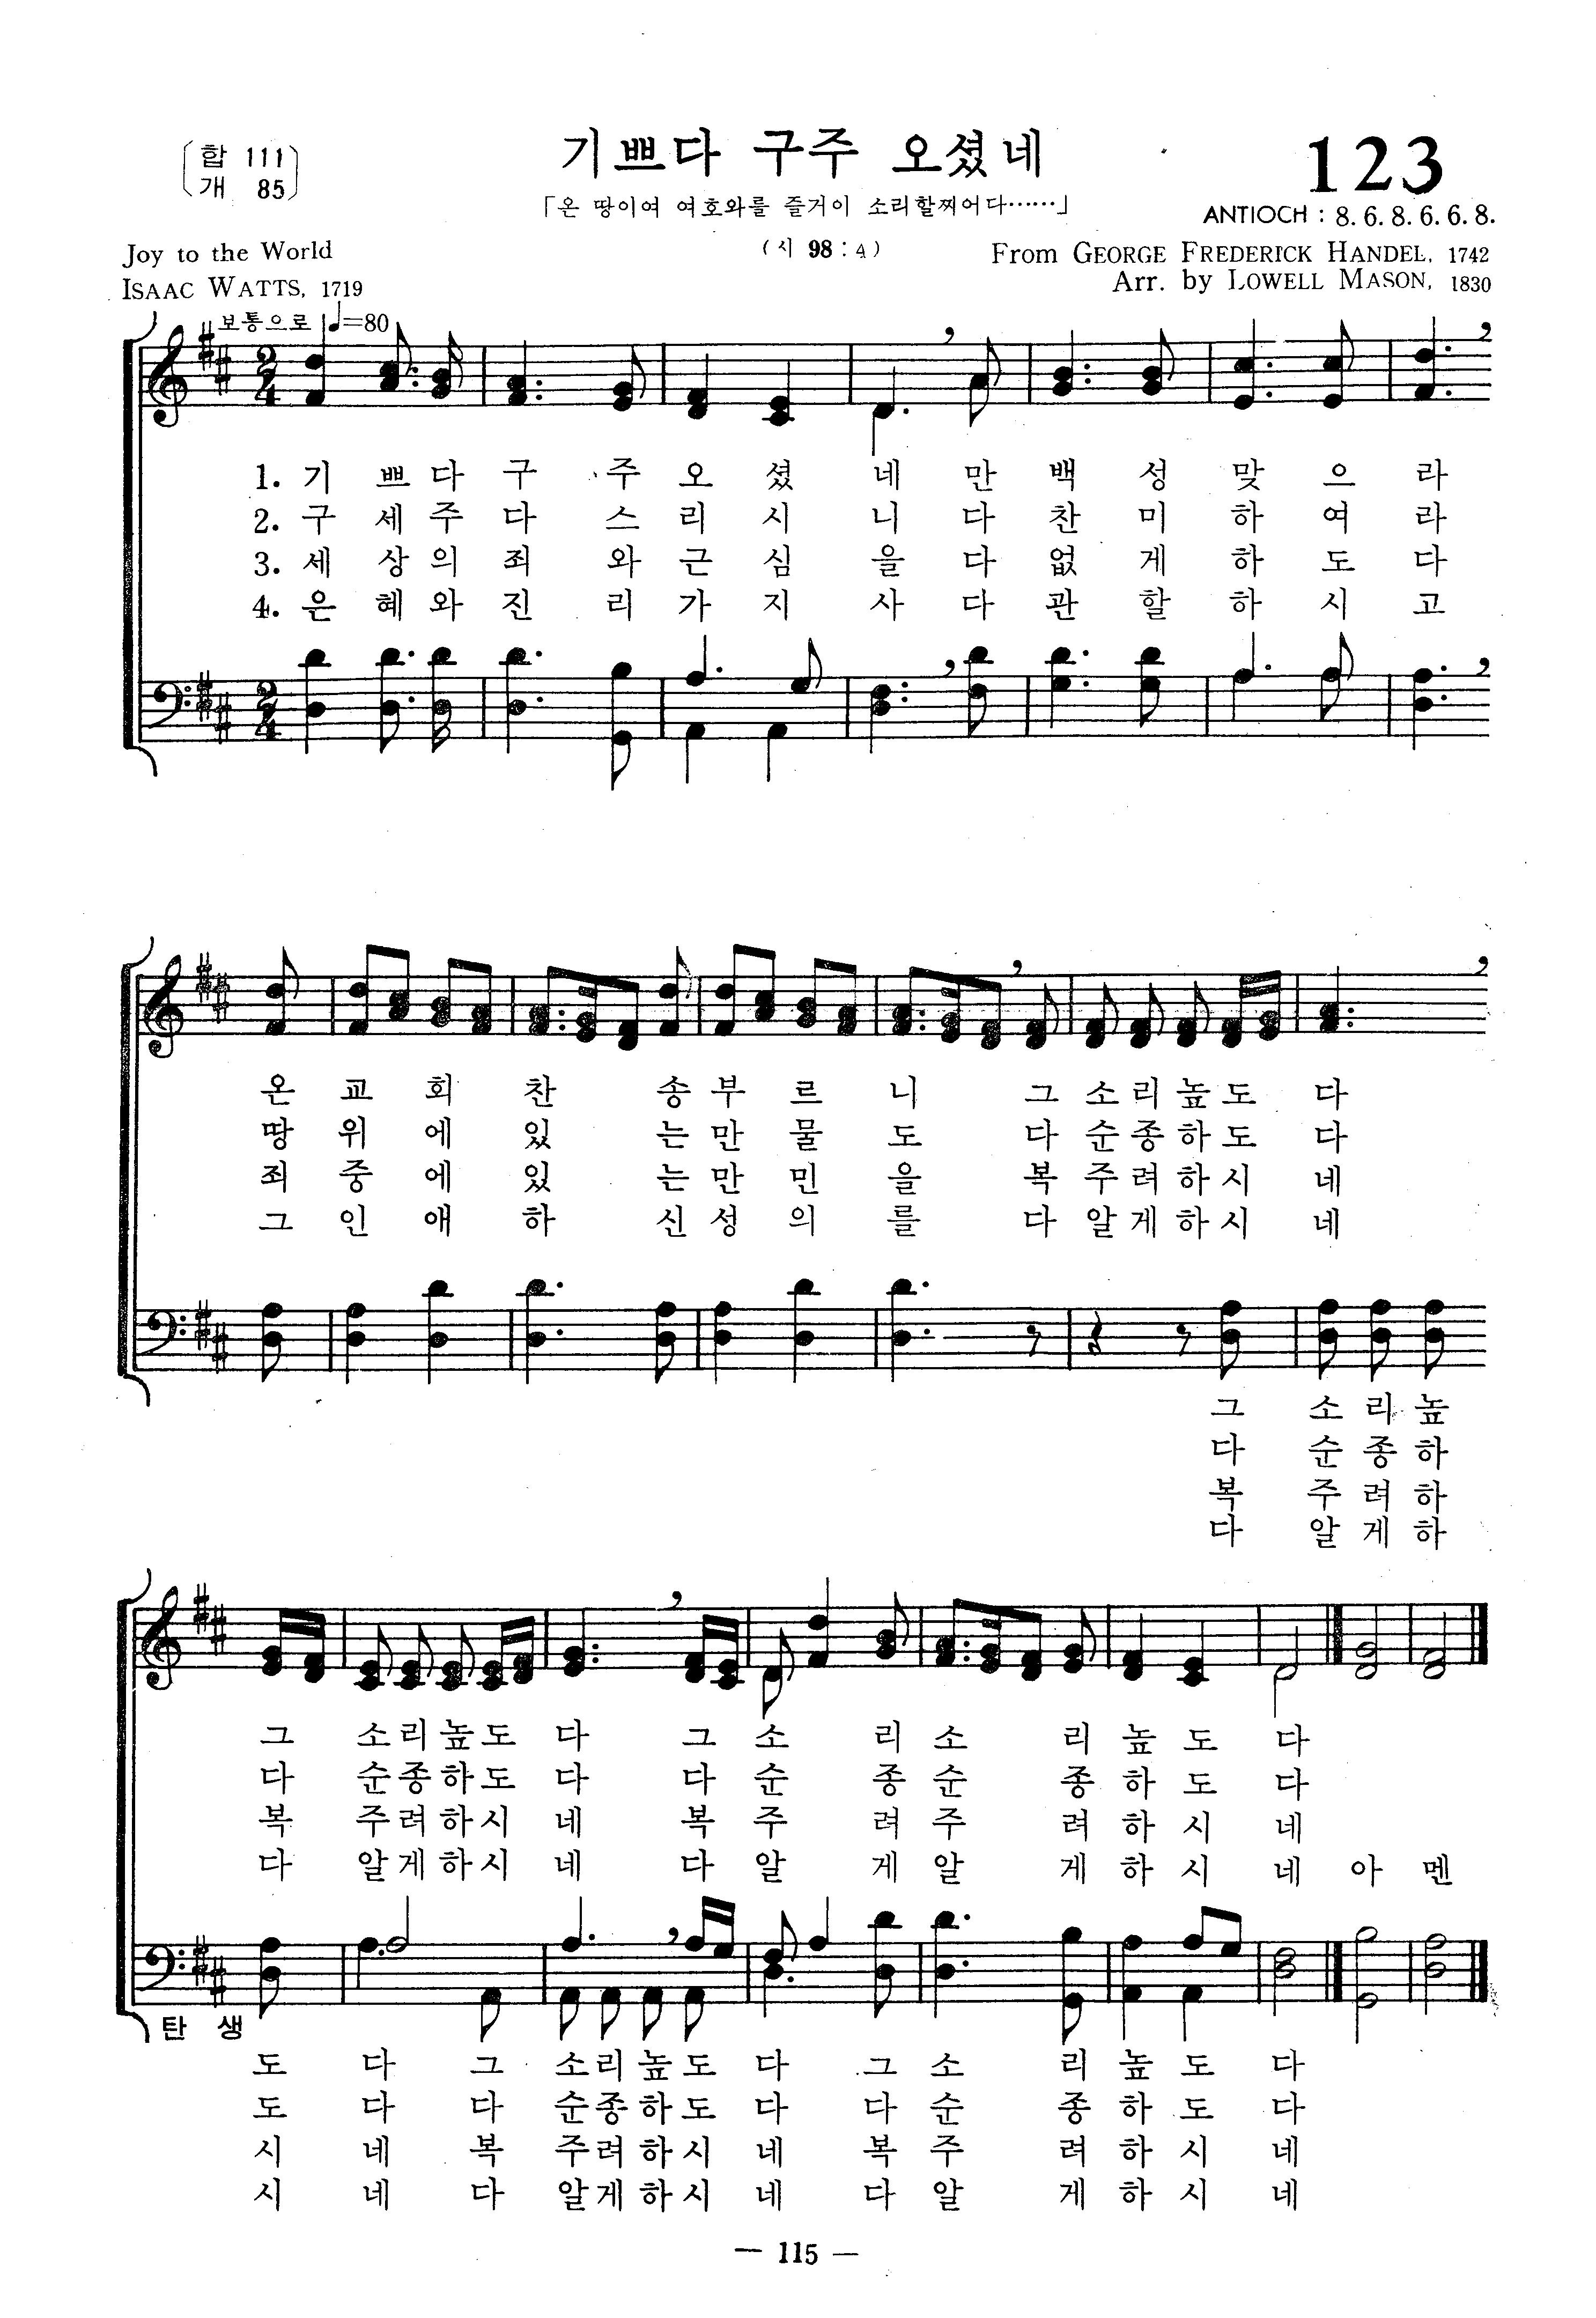 합 111
개 85
기쁘다 구주 오셨네
123
「온 땅이여 여호와를 즐거이 소리할찌어다……」
ANTIOCH : 8. 6. 8. 6. 6. 8.
Joy to the World
(시 98 : 4)
From GEORGE FREDERICK HANDEL, 1742
ISAAC WATTS, 1719
Arr. by LOWELL MASON, 1830
보통으로 ♩=80
1. 기 쁘 다 구 주 오 셨 네 만 백 성 맞 으 라
2. 구 세 주 다 스 리 시 니 다 찬 미 하 여 라
3. 세 상 의 죄 와 근 심 을 다 없 게 하 도 다
4. 은 혜 와 진 리 가 지 사 다 관 할 하 시 고
온 교 회 찬 송 부 르 니 그 소 리 높 도 다
땅 위 에 있 는 만 물 도 다 순 종 하 도 다
죄 중 에 있 는 만 민 을 복 주 려 하 시 네
그 인 애 하 신 성 의 를 다 알 게 하 시 네
그 소 리 높
다 순 종 하
복 주 려 하
다 알 게 하
그 소 리 높 도 다 그 소 리 소 리 높 도 다
다 순 종 하 도 다 다 순 종 순 종 하 도 다
복 주 려 하 시 네 복 주 려 주 려 하 시 네
다 알 게 하 시 네 다 알 게 알 게 하 시 네 아 멘
탄 생
도 다 그 소 리 높 도 다 그 소 리 높 도 다
도 다 다 순 종 하 도 다 다 순 종 하 도 다
시 네 복 주 려 하 시 네 복 주 려 하 시 네
시 네 다 알 게 하 시 네 다 알 게 하 시 네
— 115 —